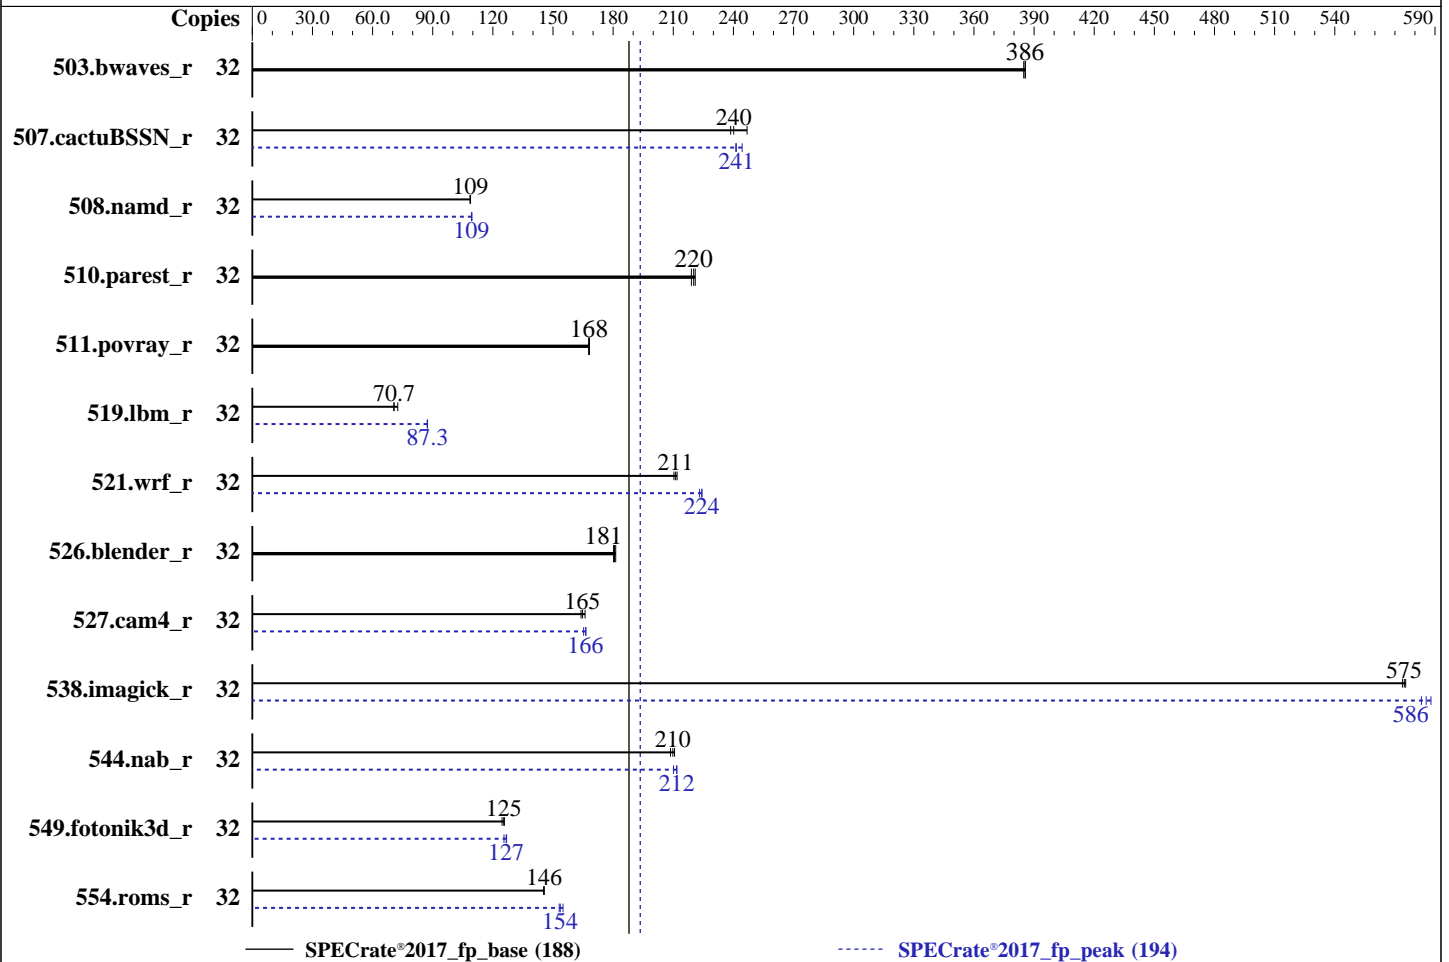 Copies 0 30.0 60.0 90.0 120 150 180 210 240 270 300 330 360 390 420 450 480 510 540 590
386
503.bwaves_r 32
240
507.cactuBSSN_r 32
241
109
508.namd_r 32
109
220
510.parest_r 32
168
511.povray_r 32
70.7
519.lbm_r 32
87.3
211
521.wrf_r 32
224
181
526.blender_r 32
165
527.cam4_r 32
166
575
538.imagick_r 32
586
210
544.nab_r 32
212
125
549.fotonik3d_r 32
127
146
554.roms_r 32
154
SPECrate®2017_fp_base (188) SPECrate®2017_fp_peak (194)